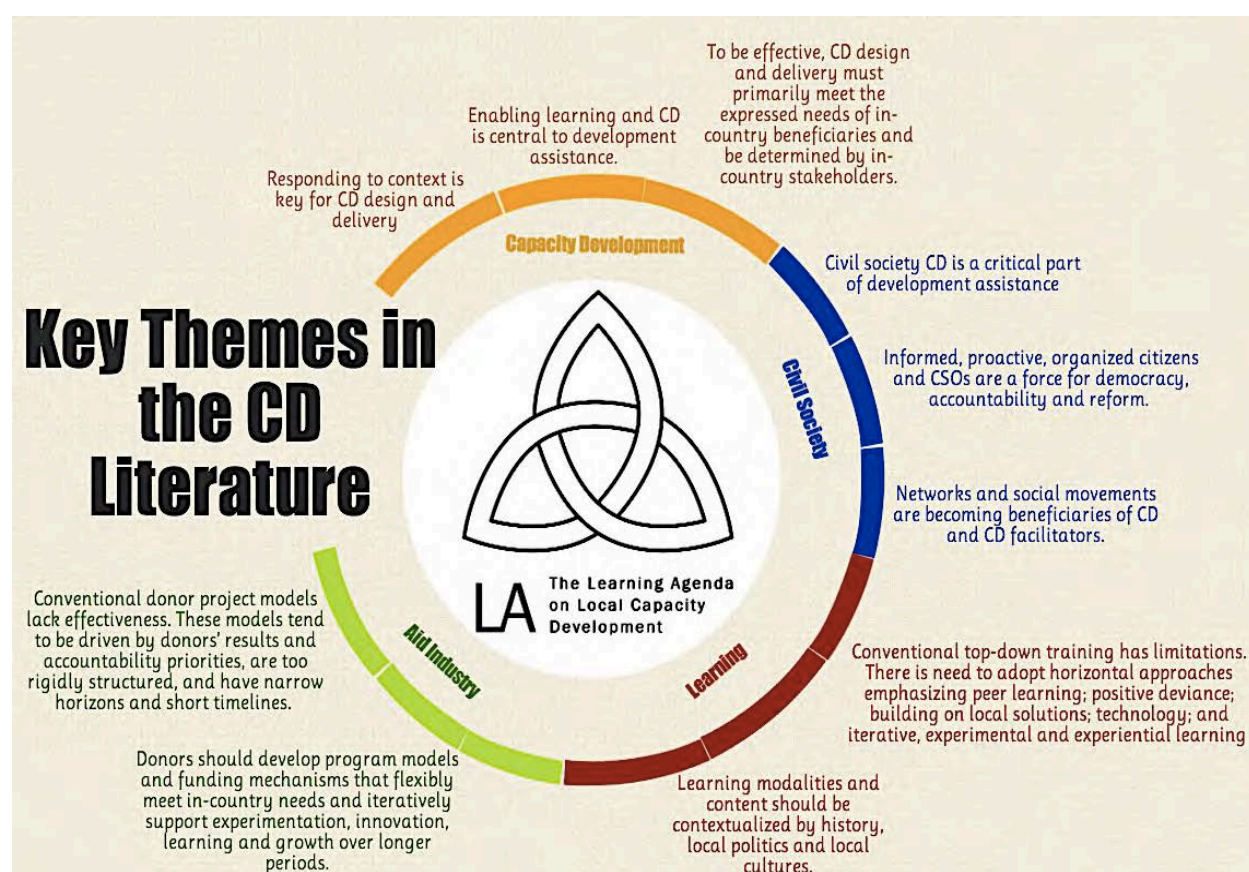 Key Themes in
the CD
Literature
Responding to context is
key for CD design and
delivery
Enabling learning and CD
is central to development
assistance.
To be effective, CD design
and delivery must
primarily meet the
expressed needs of in-
country beneficiaries and
be determined by in-
country stakeholders.
Capacity Development
Civil society CD is a critical part
of development assistance
Informed, proactive, organized citizens
and CSOs are a force for democracy,
accountability and reform.
Networks and social movements
are becoming beneficiaries of CD
and CD facilitators.
Civil Society
Conventional top-down training has limitations.
There is need to adopt horizontal approaches
emphasizing peer learning; positive deviance;
building on local solutions; technology; and
iterative, experimental and experiential learning
Learning modalities and
content should be
contextualized by history,
local politics and local
cultures.
Learning
Donors should develop program models
and funding mechanisms that flexibly
meet in-country needs and iteratively
support experimentation, innovation,
learning and growth over longer
periods.
Conventional donor project models
lack effectiveness. These models tend
to be driven by donors' results and
accountability priorities, are too
rigidly structured, and have narrow
horizons and short timelines.
Aid Industry
LA
The Learning Agenda
on Local Capacity
Development